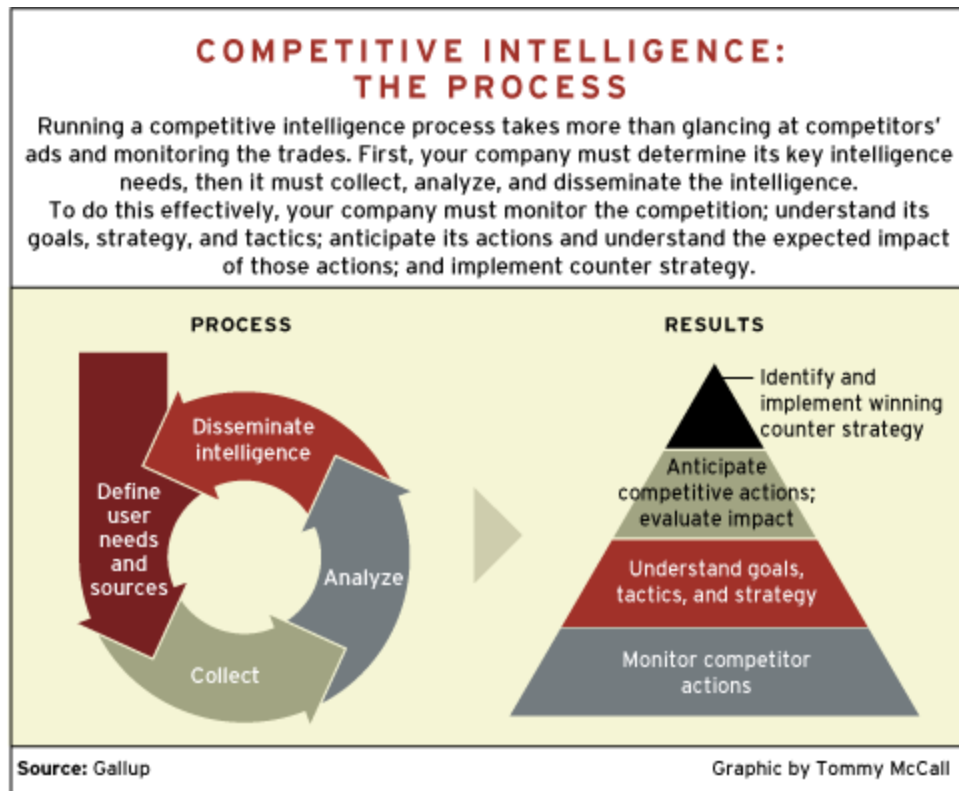 COMPETITIVE INTELLIGENCE:
THE PROCESS
Running a competitive intelligence process takes more than glancing at competitors'
ads and monitoring the trades. First, your company must determine its key intelligence
needs, then it must collect, analyze, and disseminate the intelligence.
To do this effectively, your company must monitor the competition; understand its
goals, strategy, and tactics; anticipate its actions and understand the expected impact
of those actions; and implement counter strategy.
PROCESS
Disseminate
intelligence
Define
user
needs
and
sources
Analyze
Collect
RESULTS
Identify and
implement winning
counter strategy
Anticipate
competitive actions;
evaluate impact
Understand goals,
tactics, and strategy
Monitor competitor
actions
Source: Gallup
Graphic by Tommy McCall